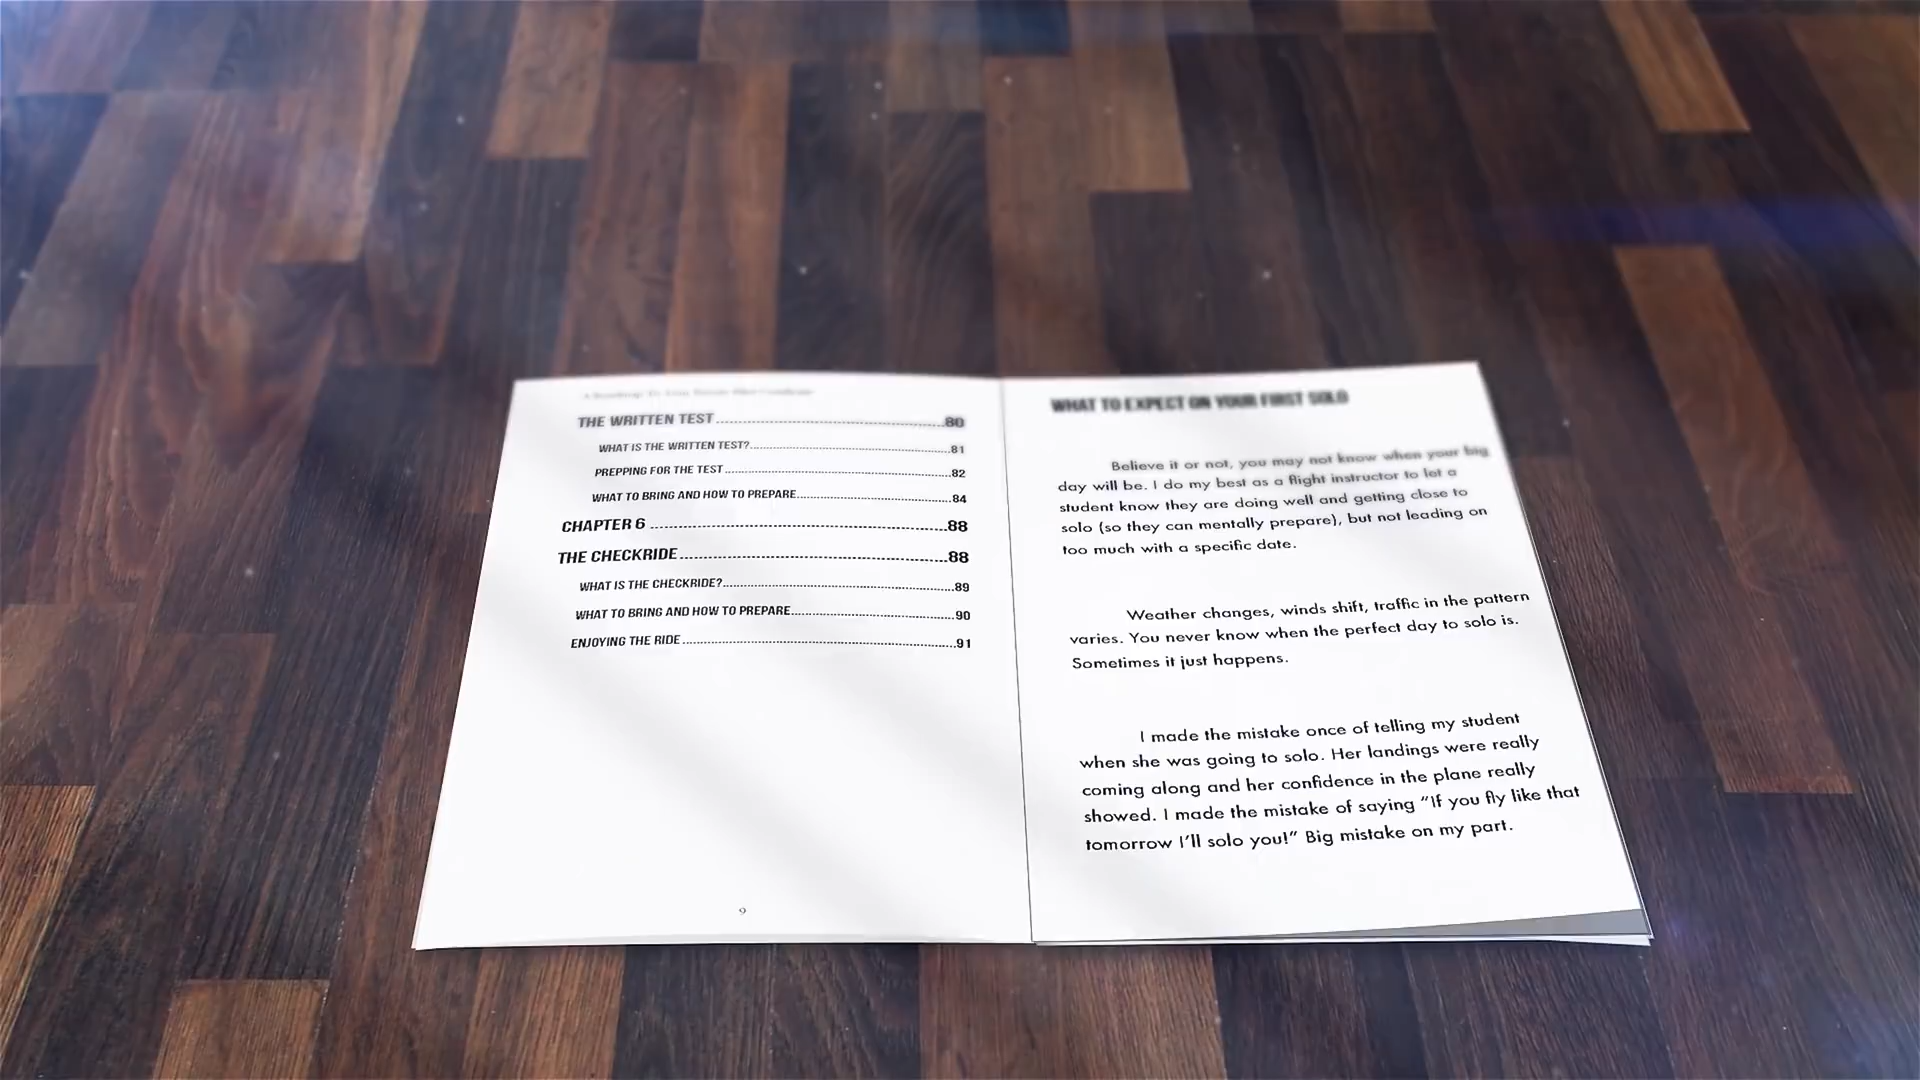 THE WRITTEN TEST 80
WHAT IS THE WRITTEN TEST? 81
PREPPING FOR THE TEST 82
WHAT TO BRING AND HOW TO PREPARE 84
CHAPTER 6 88
THE CHECKRIDE 88
WHAT IS THE CHECKRIDE? 89
WHAT TO BRING AND HOW TO PREPARE 90
ENJOYING THE RIDE 91
9
WHAT TO EXPECT ON YOUR FIRST SOLO
Believe it or not, you may not know when your big
day will be. I do my best as a flight instructor to let a
student know they are doing well and getting close to
solo (so they can mentally prepare), but not leading on
too much with a specific date.
Weather changes, winds shift, traffic in the pattern
varies. You never know when the perfect day to solo is.
Sometimes it just happens.
I made the mistake once of telling my student
when she was going to solo. Her landings were really
coming along and her confidence in the plane really
showed. I made the mistake of saying “If you fly like that
tomorrow I’ll solo you!” Big mistake on my part.